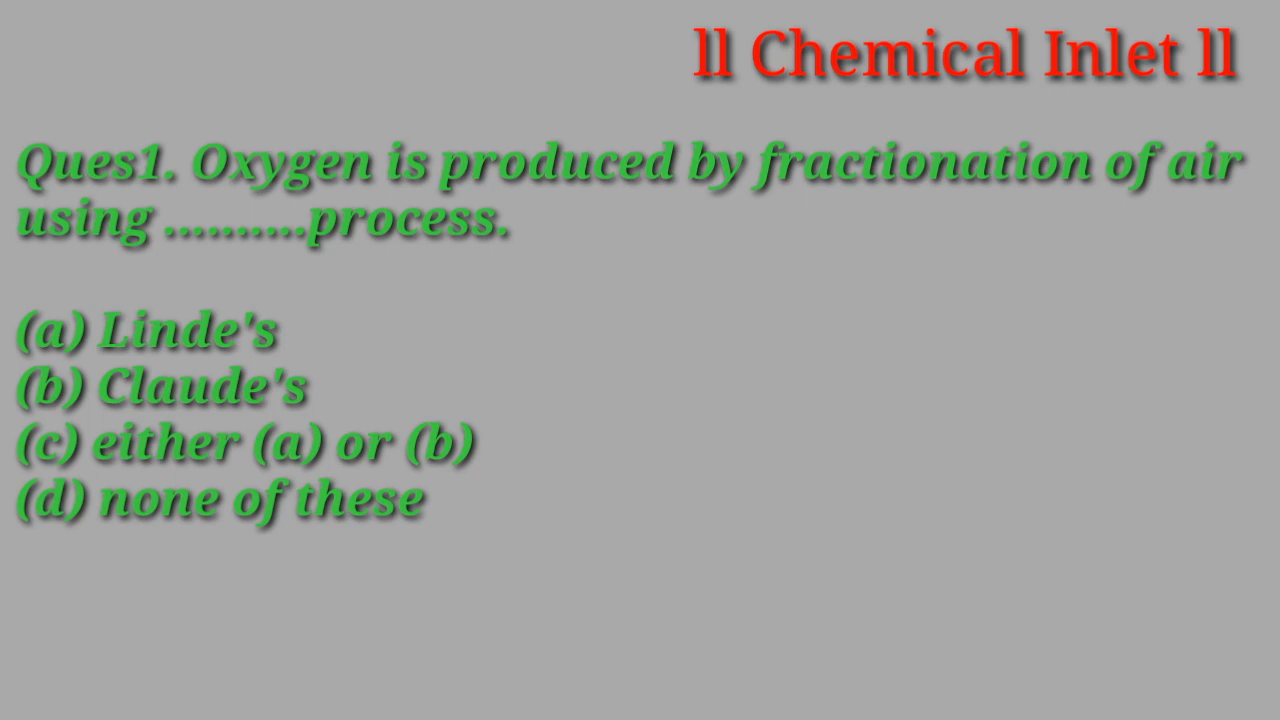 ll Chemical Inlet ll
Ques1. Oxygen is produced by fractionation of air
using ..........process.
(a) Linde's
(b) Claude's
(c) either (a) or (b)
(d) none of these